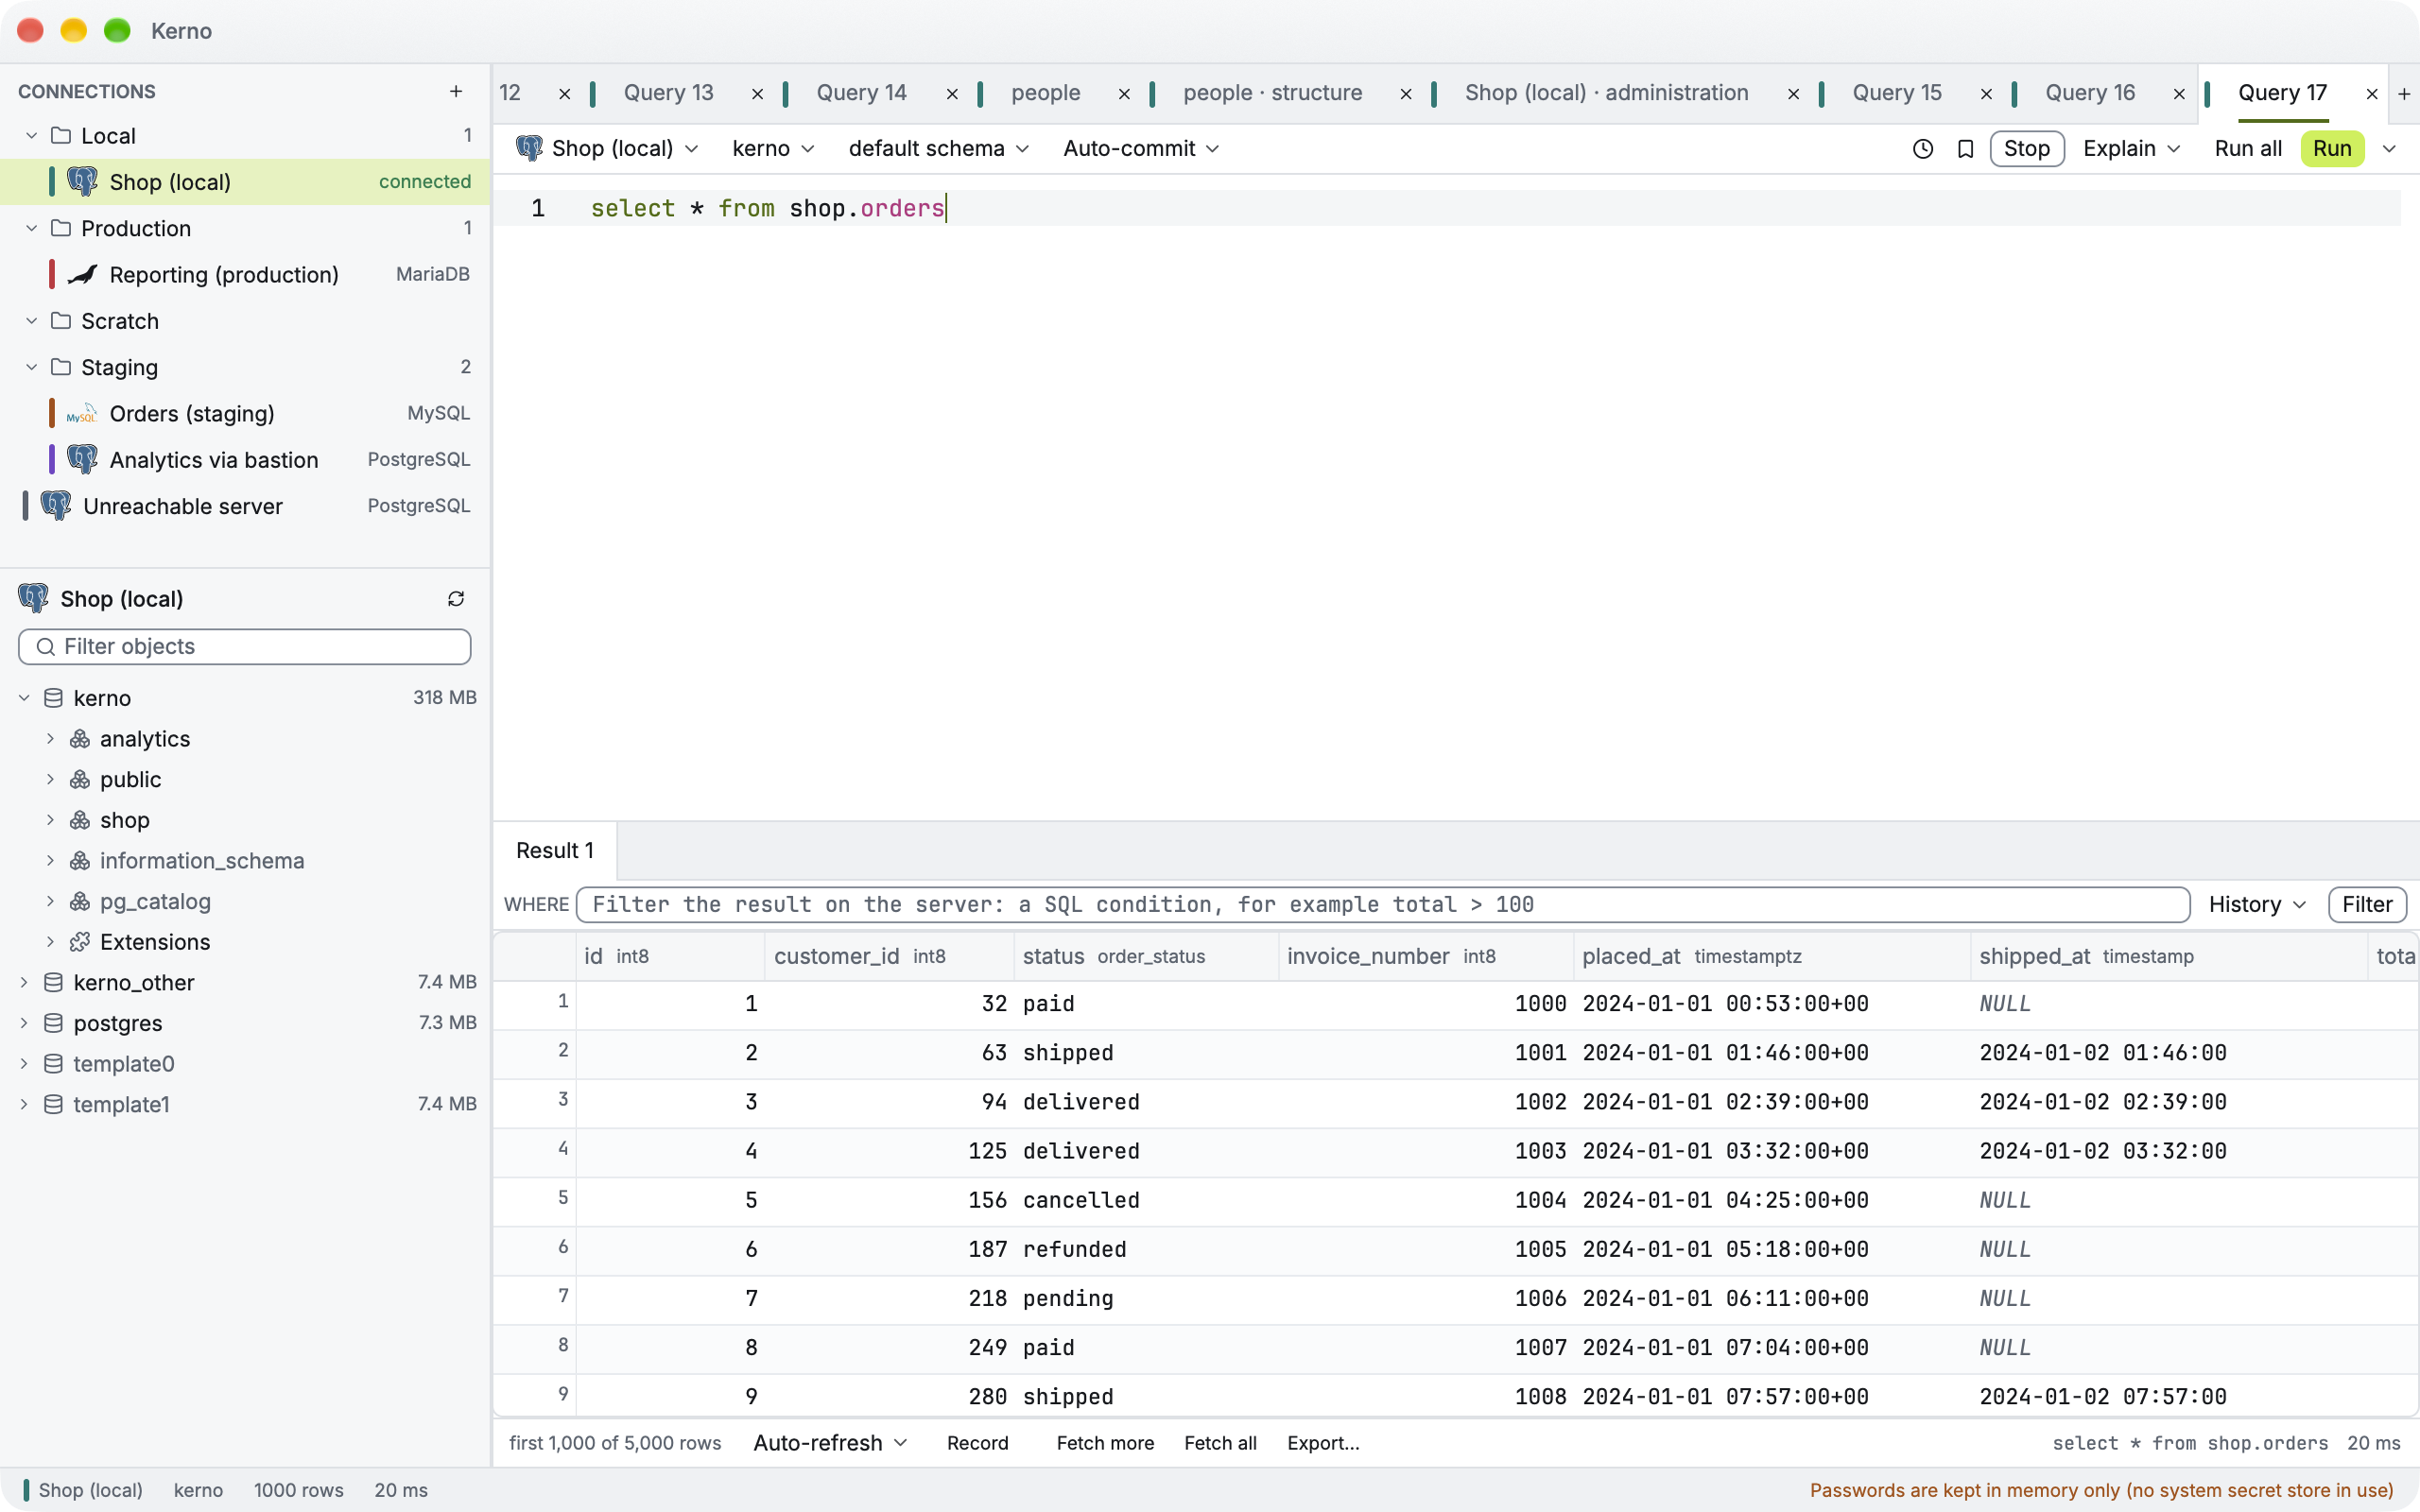 Kerno
CONNECTIONS
Local 1
Shop (local) connected
Production 1
Reporting (production) MariaDB
Scratch
Staging 2
MySQL Orders (staging) MySQL
Analytics via bastion PostgreSQL
Unreachable server PostgreSQL
Shop (local)
Filter objects
kerno 318 MB
analytics
public
shop
information_schema
pg_catalog
Extensions
kerno_other 7.4 MB
postgres 7.3 MB
template0
template1 7.4 MB
12 Query 13 Query 14 people people · structure Shop (local) · administration Query 15 Query 16 Query 17
Shop (local) kerno default schema Auto-commit Stop Explain Run all Run
1 select * from shop.orders
Result 1
WHERE Filter the result on the server: a SQL condition, for example total > 100 History Filter
id int8 customer_id int8 status order_status invoice_number int8 placed_at timestamptz shipped_at timestamp tota
1 1 32 paid 1000 2024-01-01 00:53:00+00 NULL
2 2 63 shipped 1001 2024-01-01 01:46:00+00 2024-01-02 01:46:00
3 3 94 delivered 1002 2024-01-01 02:39:00+00 2024-01-02 02:39:00
4 4 125 delivered 1003 2024-01-01 03:32:00+00 2024-01-02 03:32:00
5 5 156 cancelled 1004 2024-01-01 04:25:00+00 NULL
6 6 187 refunded 1005 2024-01-01 05:18:00+00 NULL
7 7 218 pending 1006 2024-01-01 06:11:00+00 NULL
8 8 249 paid 1007 2024-01-01 07:04:00+00 NULL
9 9 280 shipped 1008 2024-01-01 07:57:00+00 2024-01-02 07:57:00
first 1,000 of 5,000 rows Auto-refresh Record Fetch more Fetch all Export... select * from shop.orders 20 ms
Shop (local) kerno 1000 rows 20 ms Passwords are kept in memory only (no system secret store in use)